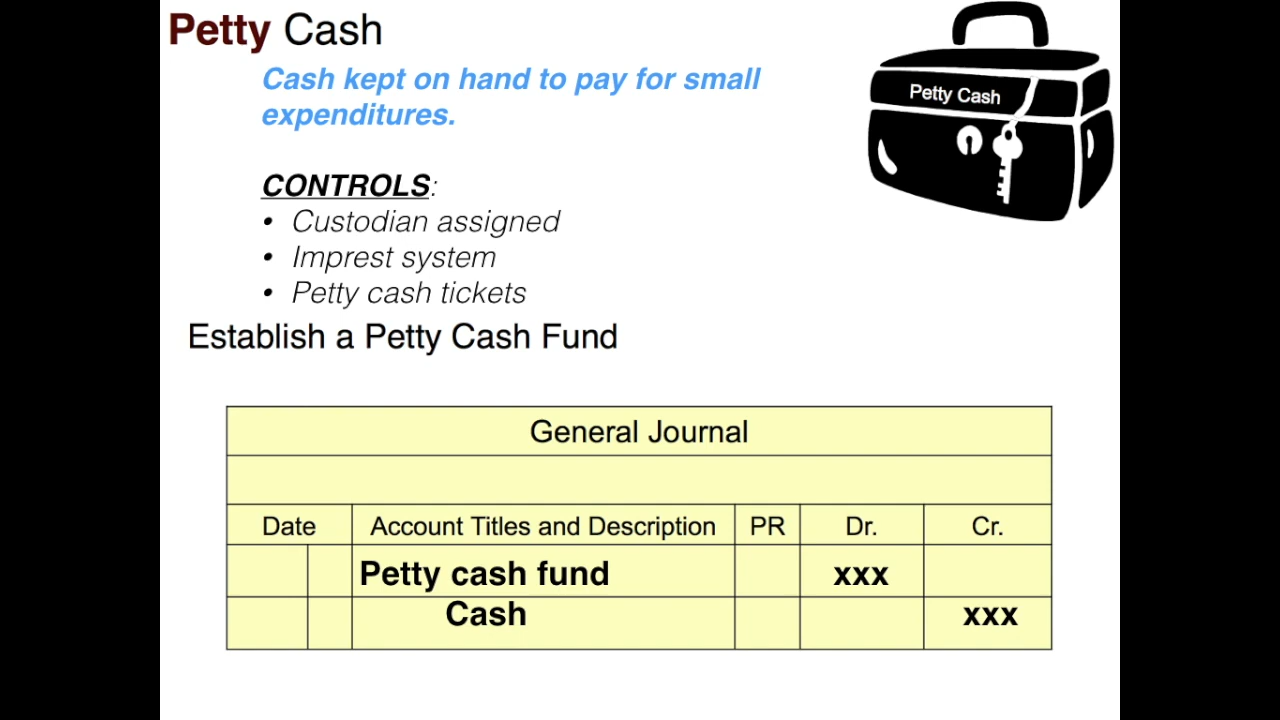 Petty Cash
Cash kept on hand to pay for small
expenditures.
Petty Cash
CONTROLS:
• Custodian assigned
• Imprest system
• Petty cash tickets
Establish a Petty Cash Fund
General Journal
Date Account Titles and Description PR Dr. Cr.
Petty cash fund xxx
Cash xxx